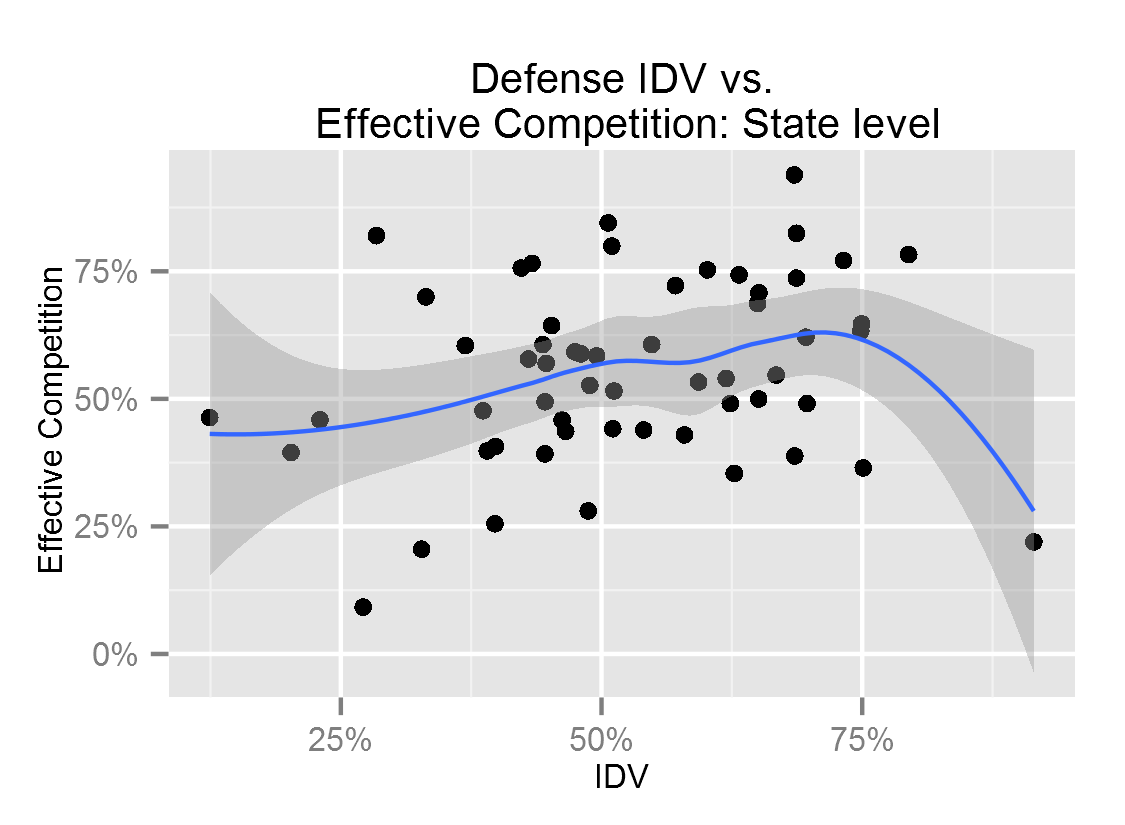 Defense IDV vs.
Effective Competition: State level
Effective Competition
75%
50%
25%
0%
25%
50%
75%
IDV